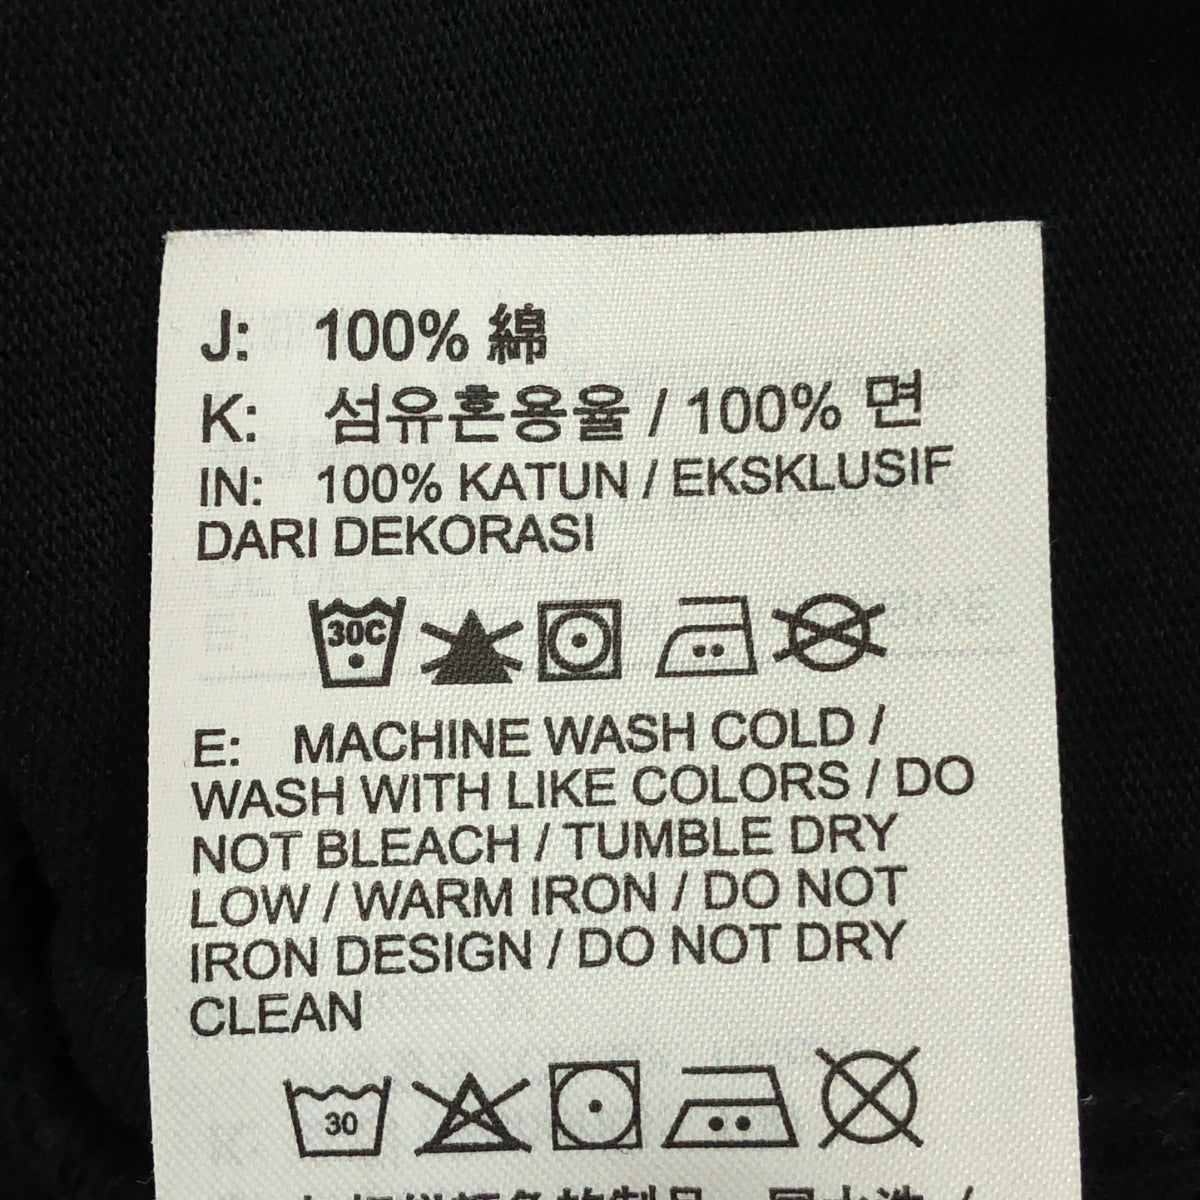 J: 100% 綿
K: 섬유혼용율 / 100% 면
IN: 100% KATUN / EKSKLUSIF
DARI DEKORASI
30C
E: MACHINE WASH COLD /
WASH WITH LIKE COLORS / DO
NOT BLEACH / TUMBLE DRY
LOW / WARM IRON / DO NOT
IRON DESIGN / DO NOT DRY
CLEAN
30